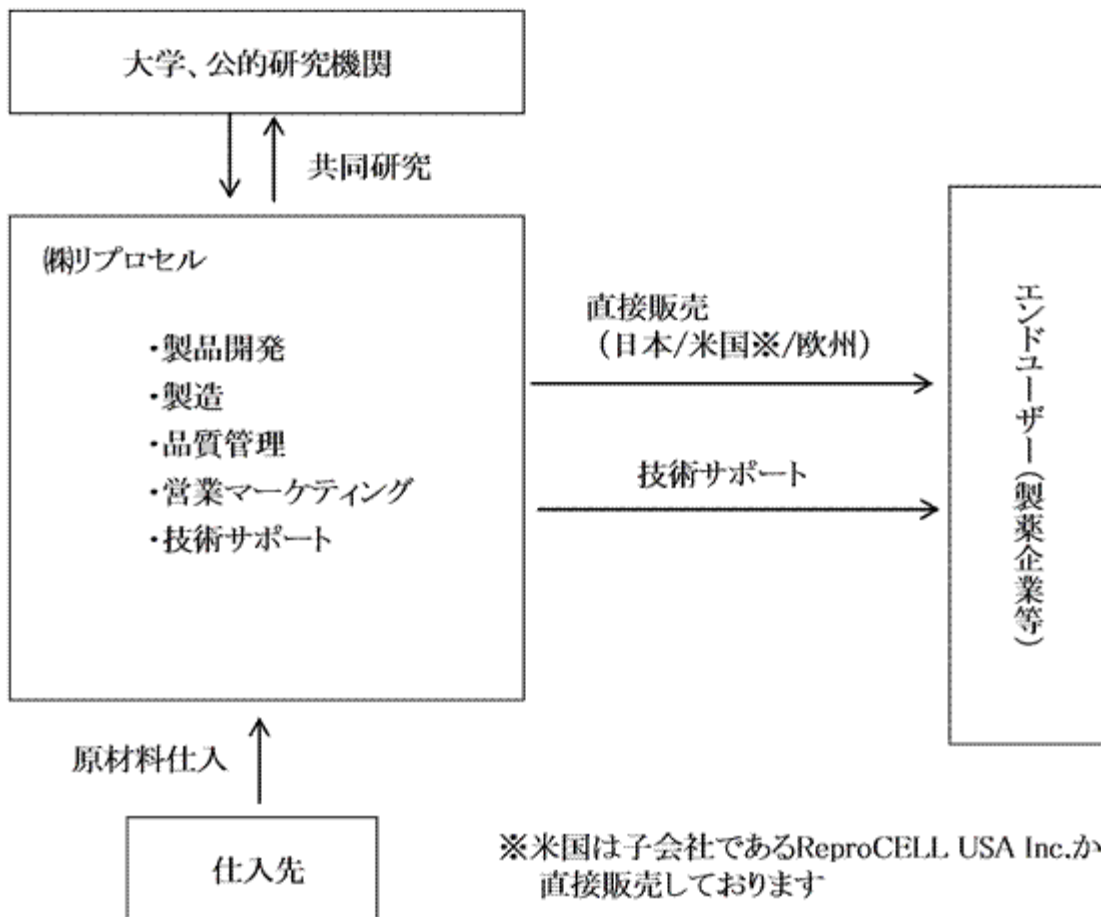 大学、公的研究機関
共同研究
㈱リプロセル
・製品開発
・製造
・品質管理
・営業マーケティング
・技術サポート
直接販売
（日本/米国※/欧州）
技術サポート
エンドユーザー（製薬企業等）
原材料仕入
仕入先
※米国は子会社であるReproCELL USA Inc.か
直接販売しております